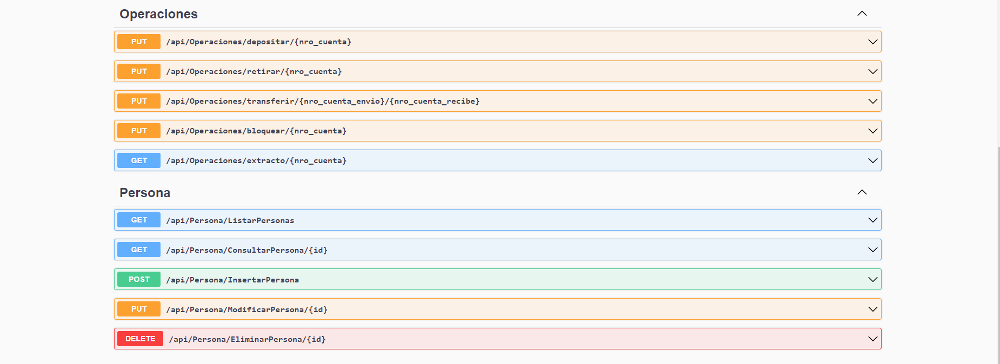 Operaciones
PUT /api/Operaciones/depositar/{nro_cuenta}
PUT /api/Operaciones/retirar/{nro_cuenta}
PUT /api/Operaciones/transferir/{nro_cuenta_envio}/{nro_cuenta_recibe}
PUT /api/Operaciones/bloquear/{nro_cuenta}
GET /api/Operaciones/extracto/{nro_cuenta}
Persona
GET /api/Persona/ListarPersonas
GET /api/Persona/ConsultarPersona/{id}
POST /api/Persona/InsertarPersona
PUT /api/Persona/ModificarPersona/{id}
DELETE /api/Persona/EliminarPersona/{id}